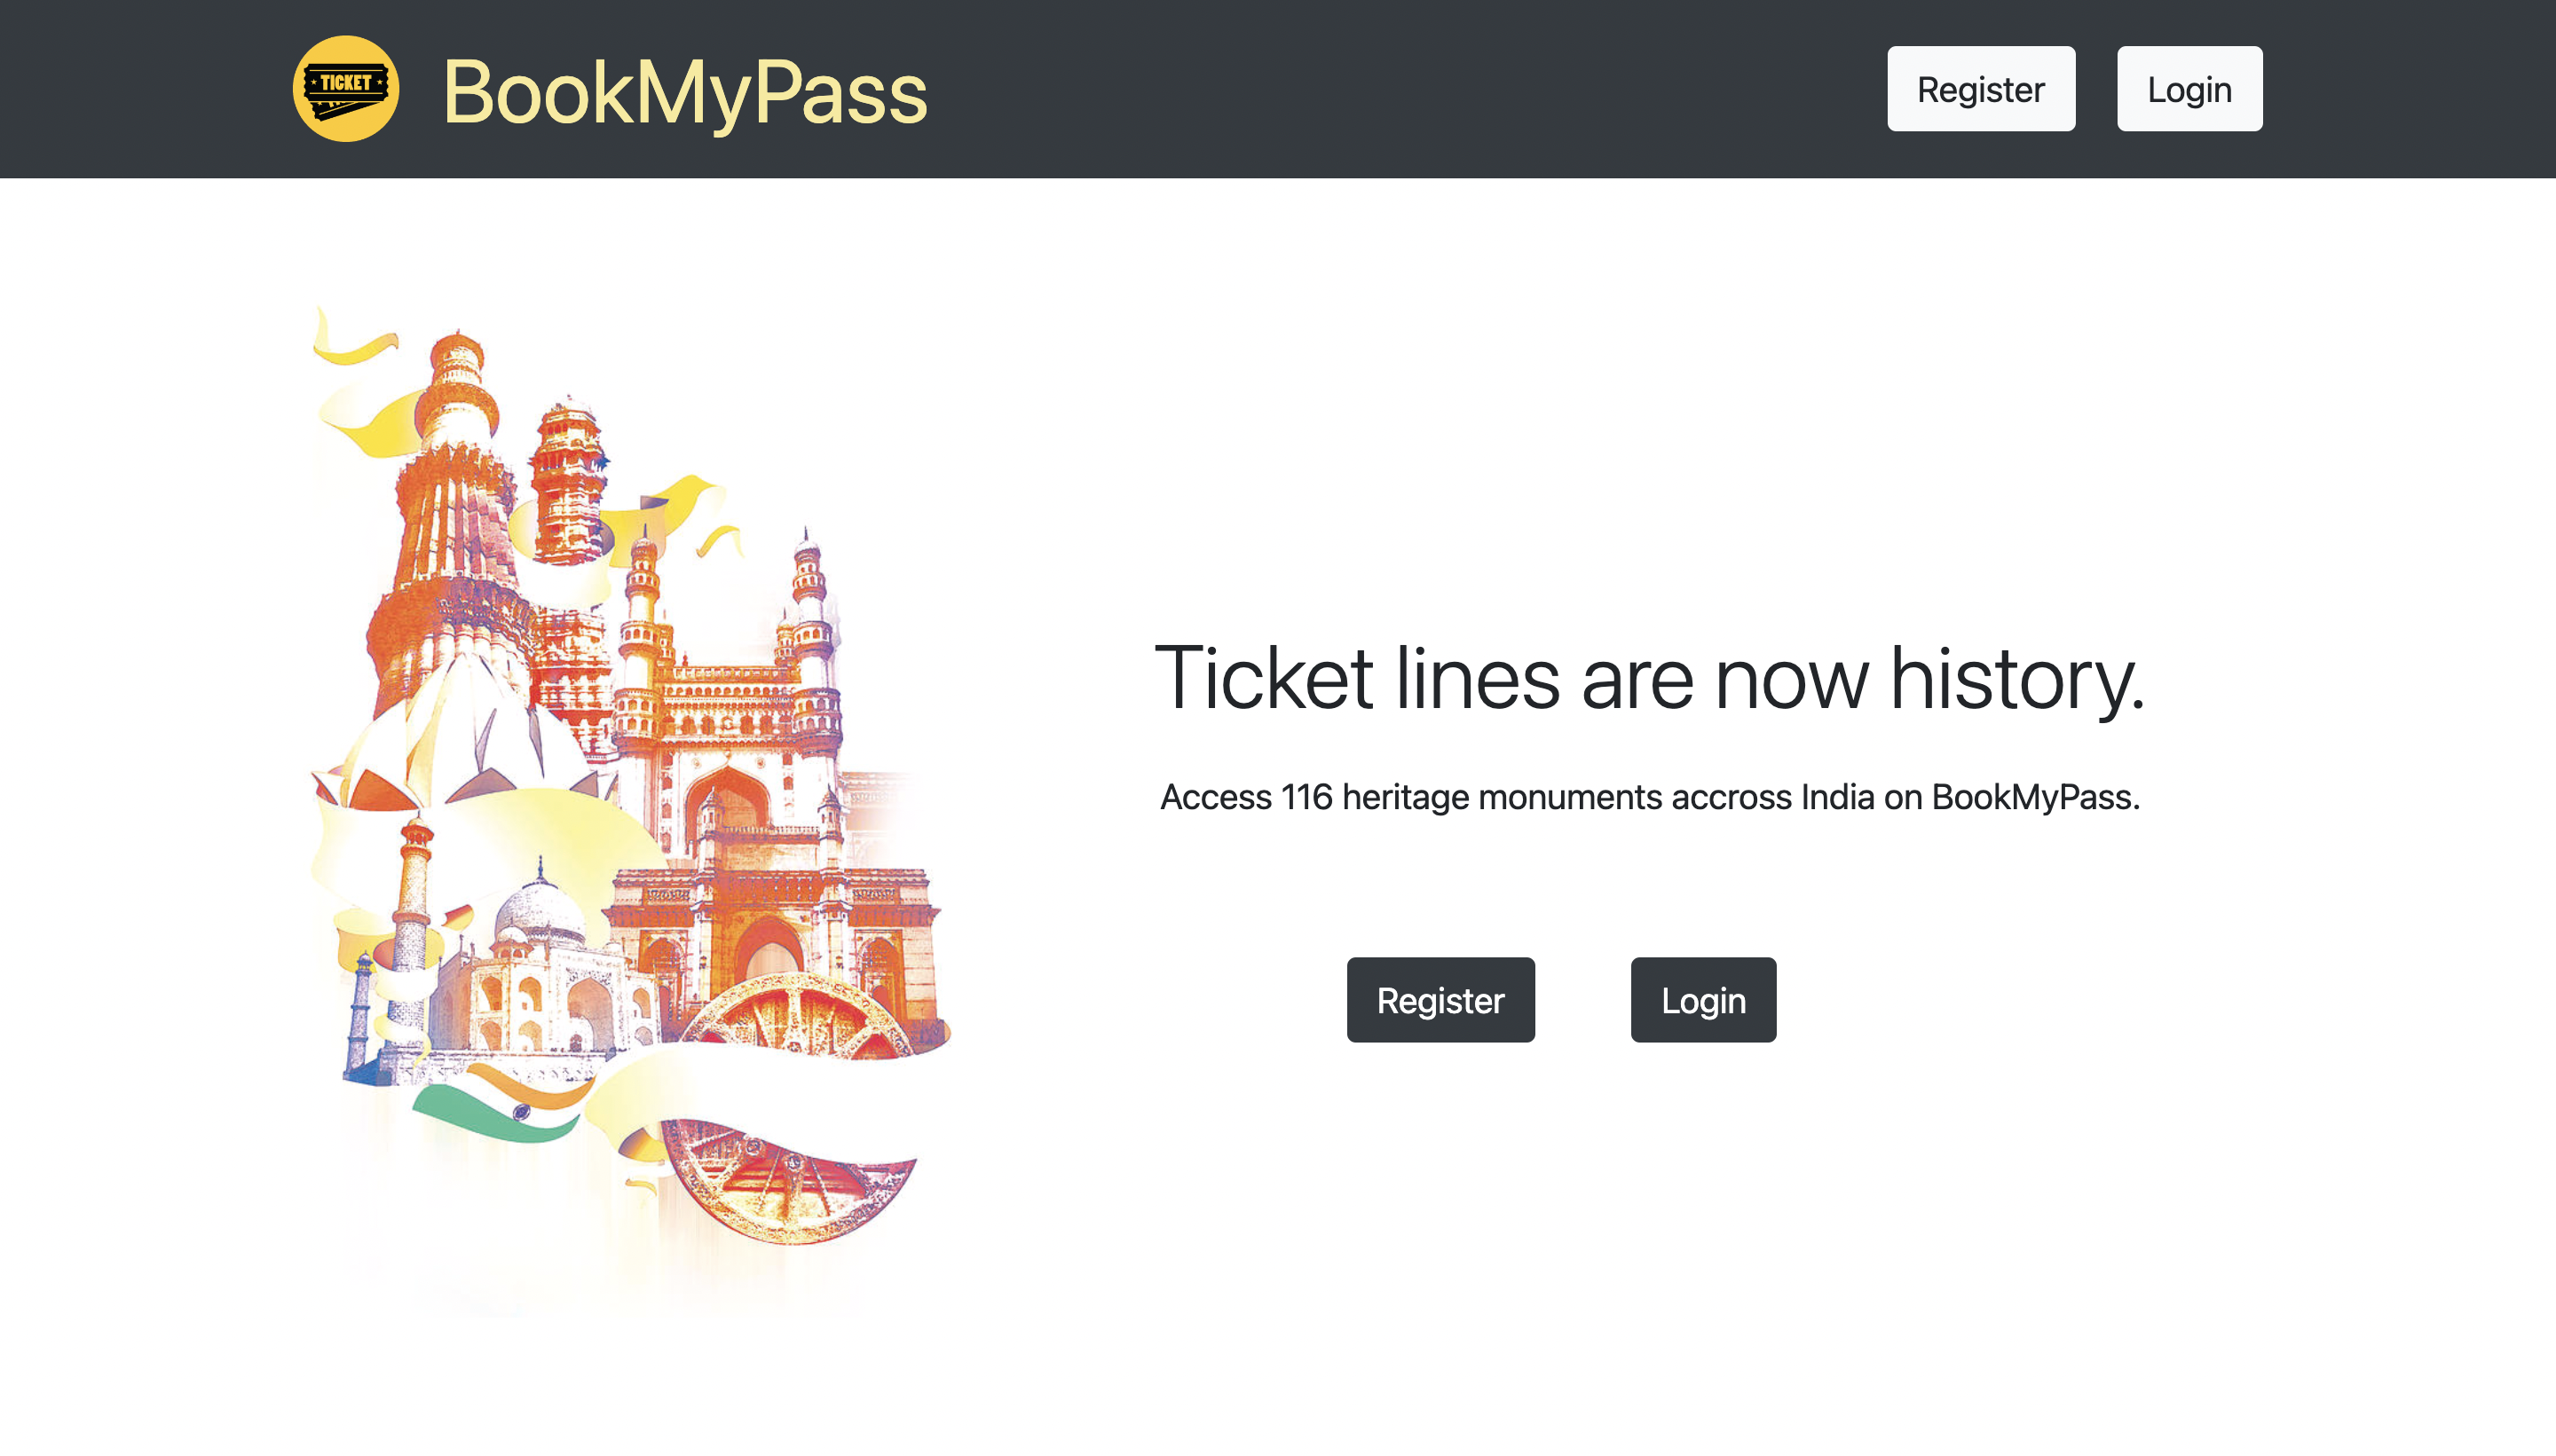 TICKET
BookMyPass
Register
Login
Ticket lines are now history.
Access 116 heritage monuments accross India on BookMyPass.
Register
Login